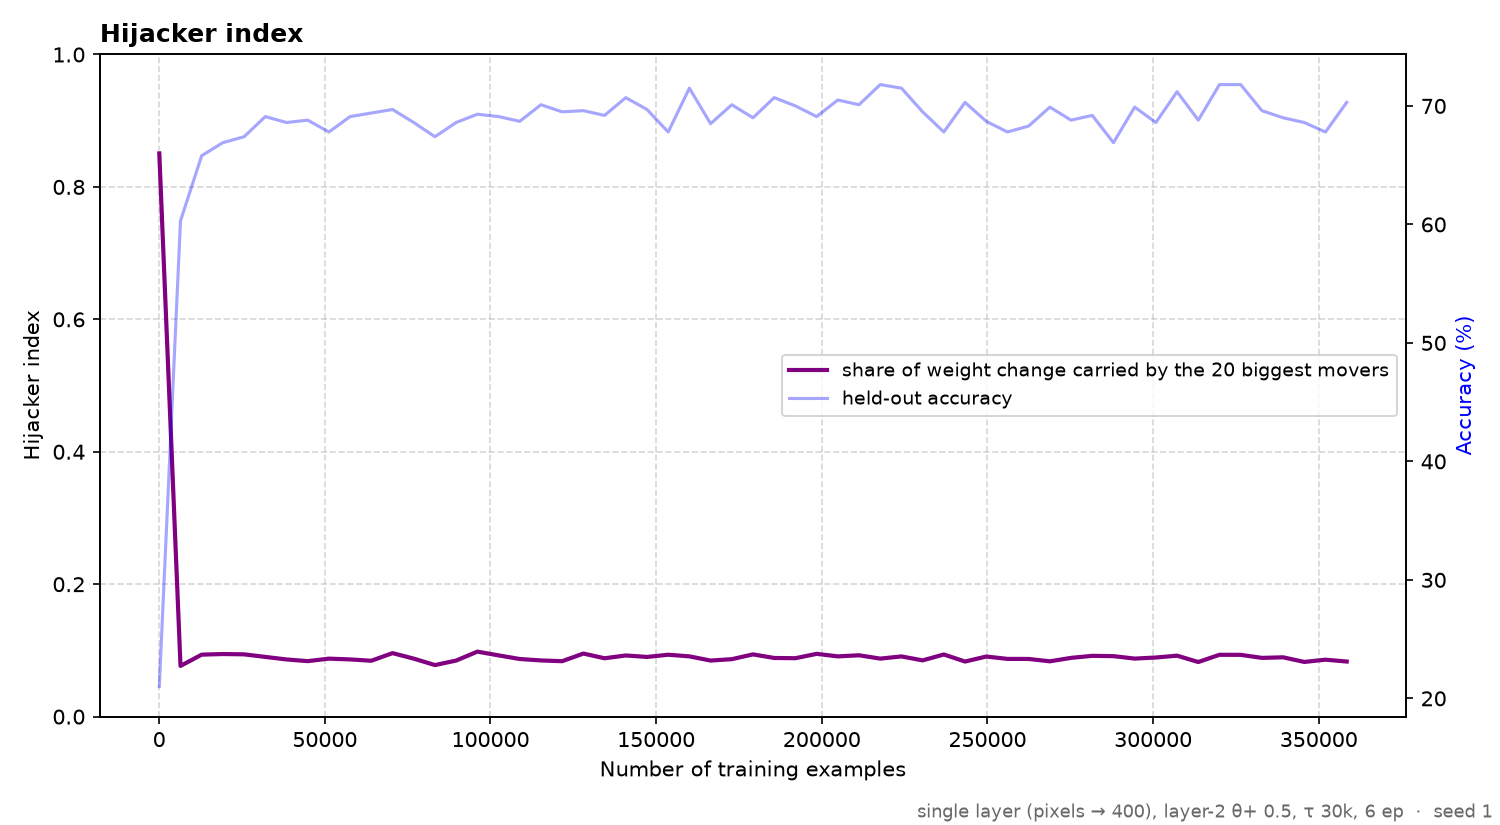 Hijacker index
1.0
0.8
0.6
0.4
0.2
0.0
Hijacker index
70
60
50
40
30
20
Accuracy (%)
share of weight change carried by the 20 biggest movers
held-out accuracy
0 50000 100000 150000 200000 250000 300000 350000
Number of training examples
single layer (pixels → 400), layer-2 θ+ 0.5, τ 30k, 6 ep · seed 1